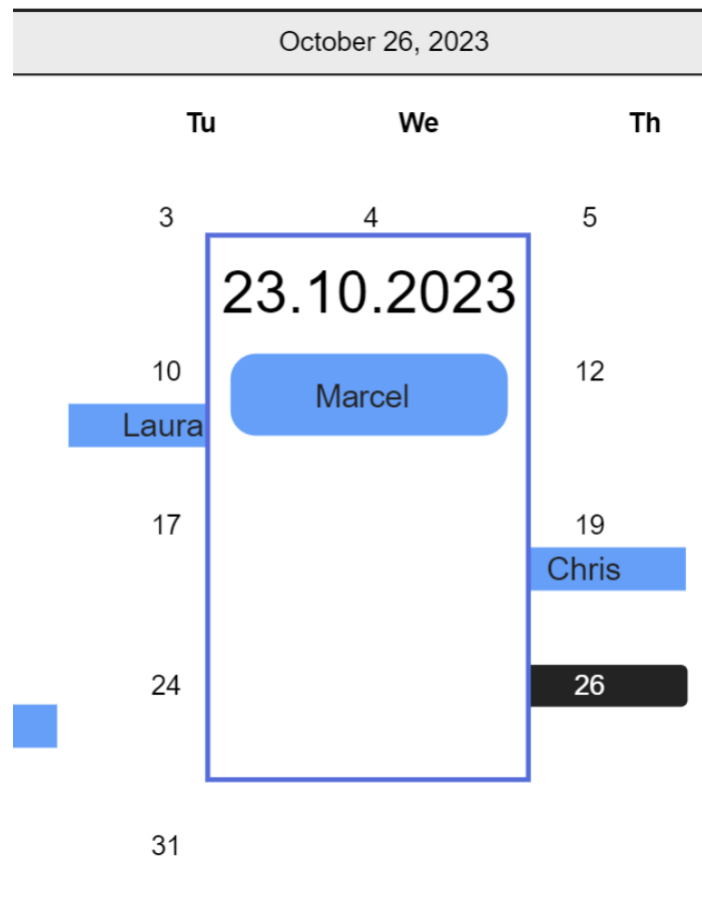 October 26, 2023
Tu We Th
3 4 5
23.10.2023
10 12
Marcel
Laura
17 19
Chris
24 26
31